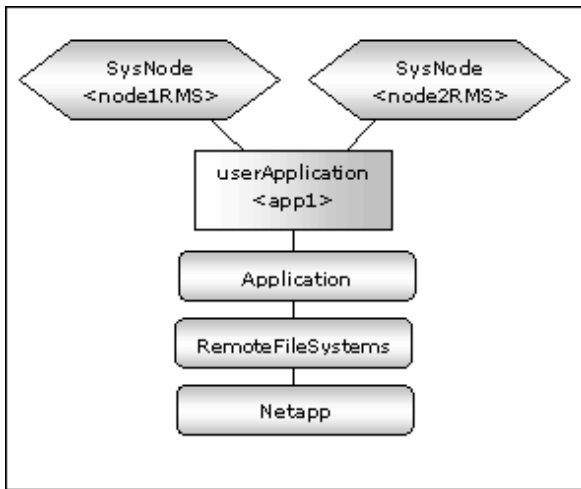 SysNode
<node1RMS>
SysNode
<node2RMS>
userApplication
<app1>
Application
RemoteFileSystems
Netapp